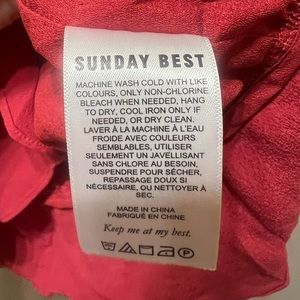 SUNDAY BEST
MACHINE WASH COLD WITH LIKE
COLOURS, ONLY NON-CHLORINE
BLEACH WHEN NEEDED, HANG
TO DRY, COOL IRON ONLY IF
NEEDED, OR DRY CLEAN.
LAVER À LA MACHINE À L'EAU
FROIDE AVEC COULEURS
SEMBLABLES, UTILISER
SEULEMENT UN JAVELLISANT
SANS CHLORE AU BESOIN,
SUSPENDRE POUR SÉCHER,
REPASSAGE DOUX SI
NÉCESSAIRE, OU NETTOYER À
SEC.
MADE IN CHINA
FABRIQUÉ EN CHINE
Keep me at my best.
P